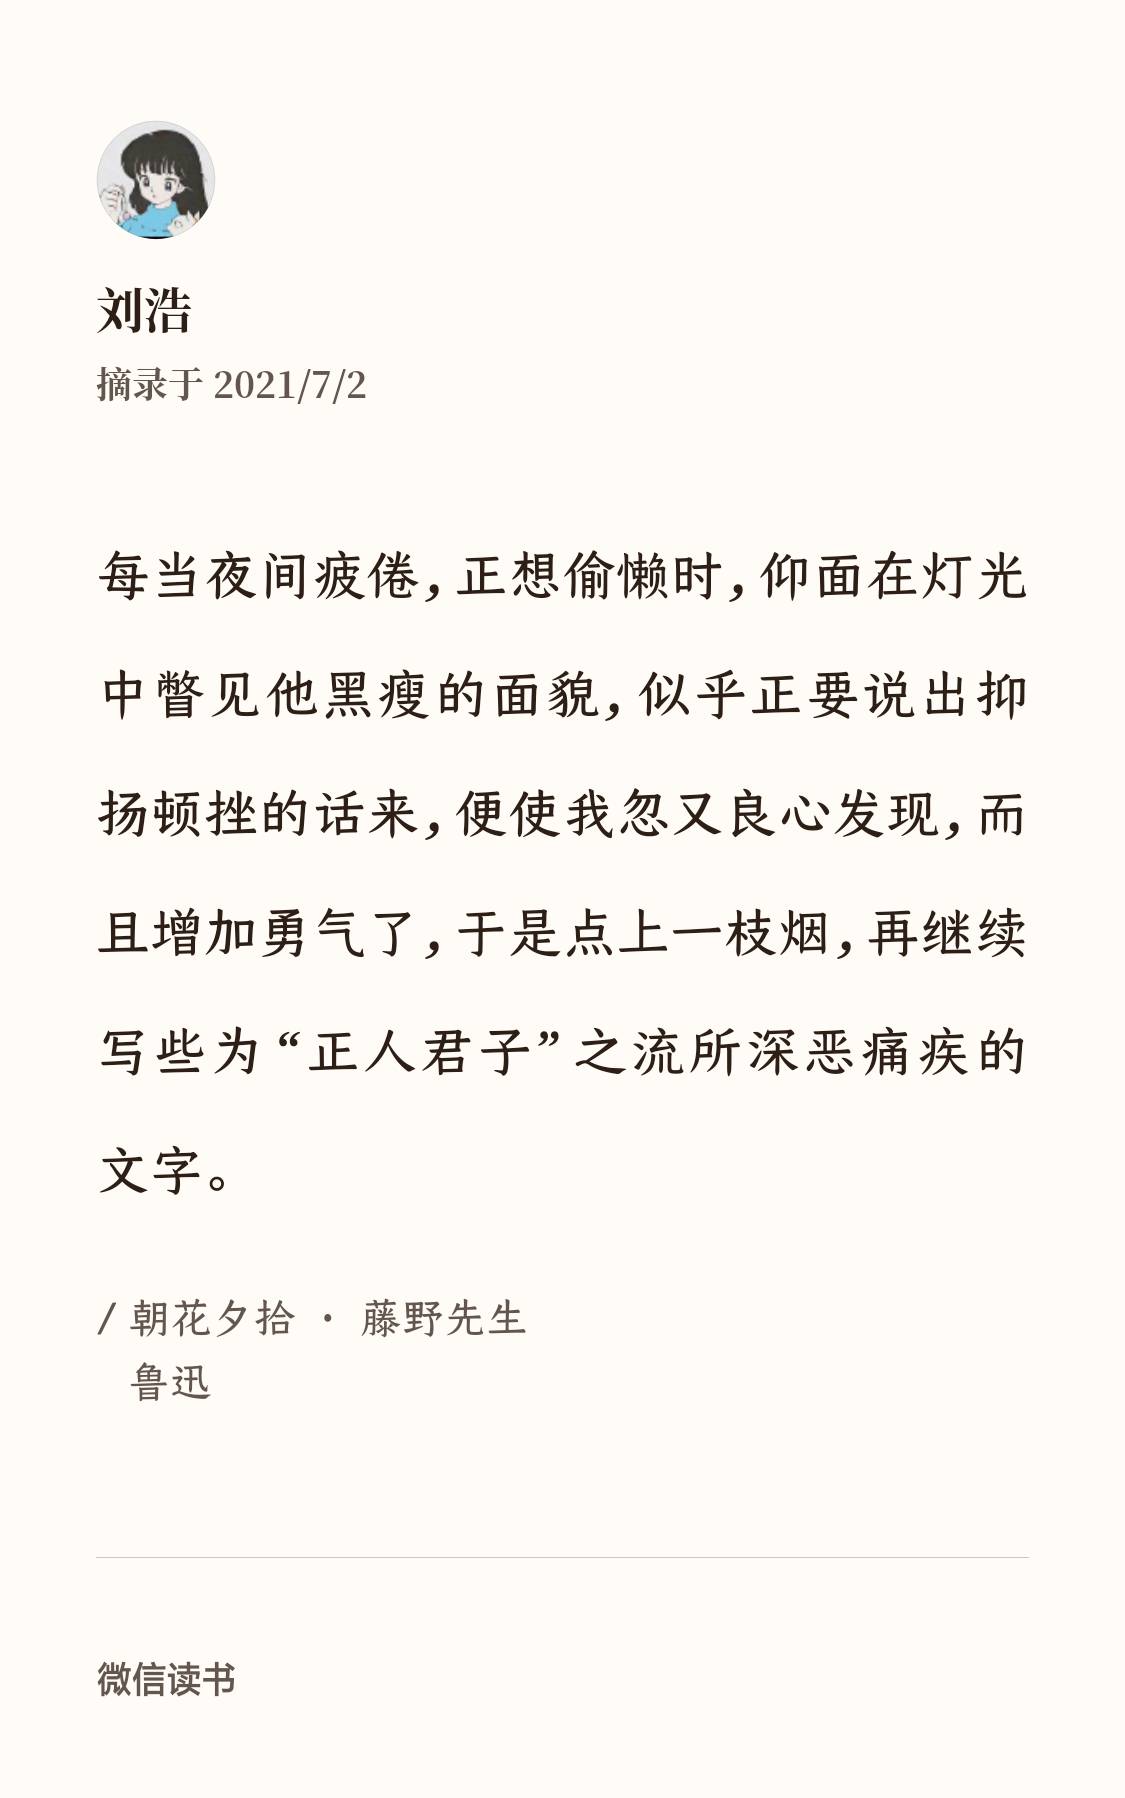 刘浩
摘录于 2021/7/2
每当夜间疲倦，正想偷懒时，仰面在灯光
中瞥见他黑瘦的面貌，似乎正要说出抑
扬顿挫的话来，便使我忽又良心发现，而
且增加勇气了，于是点上一枝烟，再继续
写些为“正人君子”之流所深恶痛疾的
文字。
/ 朝花夕拾 · 藤野先生
鲁迅
微信读书